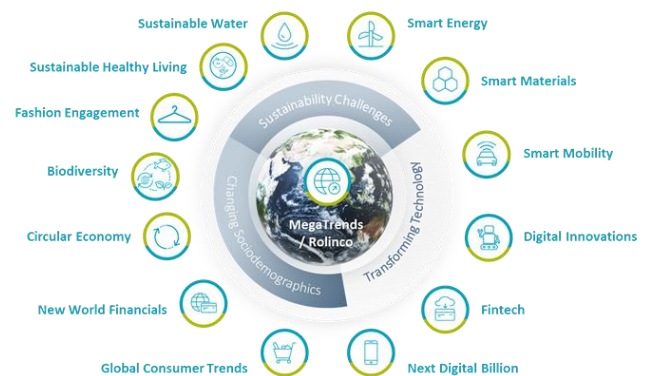 Sustainable Water
Smart Energy
Sustainable Healthy Living
Smart Materials
Fashion Engagement
Smart Mobility
Biodiversity
Digital Innovations
Circular Economy
Fintech
New World Financials
Next Digital Billion
Global Consumer Trends
Sustainability Challenges
Transforming Technology
Changing Sociodemographics
MegaTrends
/ Rolinco